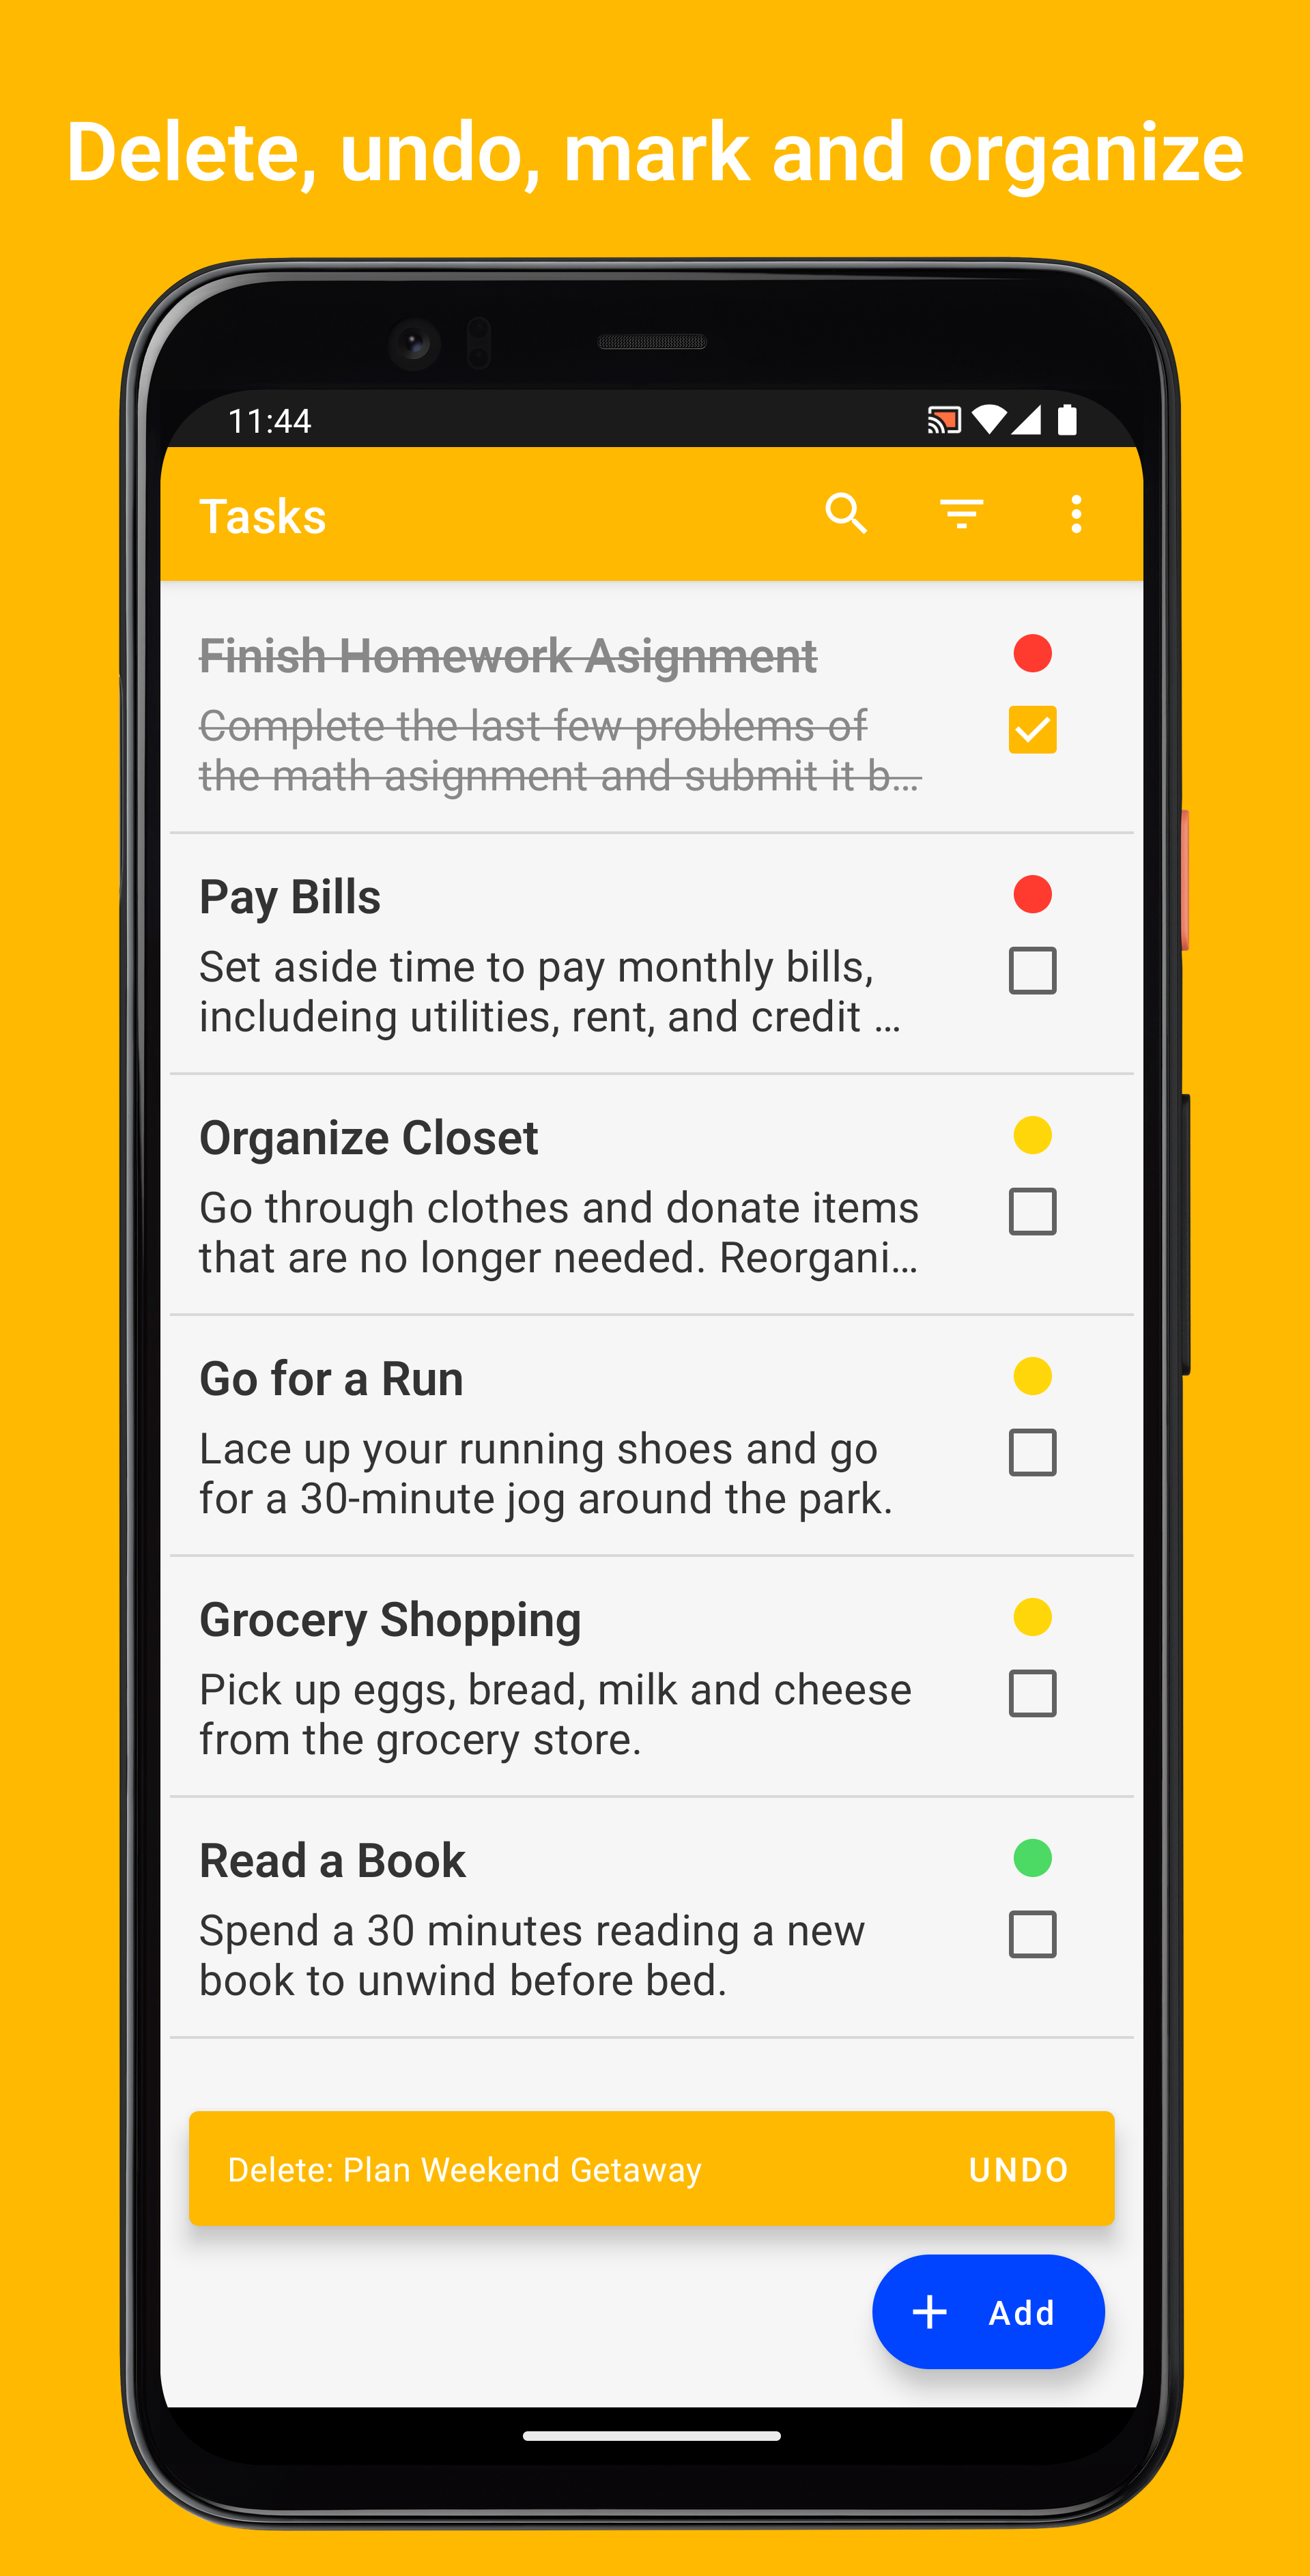 Delete, undo, mark and organize
11:44
Tasks
Finish Homework Asignment
Complete the last few problems of
the math asignment and submit it b...
Pay Bills
Set aside time to pay monthly bills,
includeing utilities, rent, and credit ...
Organize Closet
Go through clothes and donate items
that are no longer needed. Reorgani...
Go for a Run
Lace up your running shoes and go
for a 30-minute jog around the park.
Grocery Shopping
Pick up eggs, bread, milk and cheese
from the grocery store.
Read a Book
Spend a 30 minutes reading a new
book to unwind before bed.
Delete: Plan Weekend Getaway UNDO
+ Add